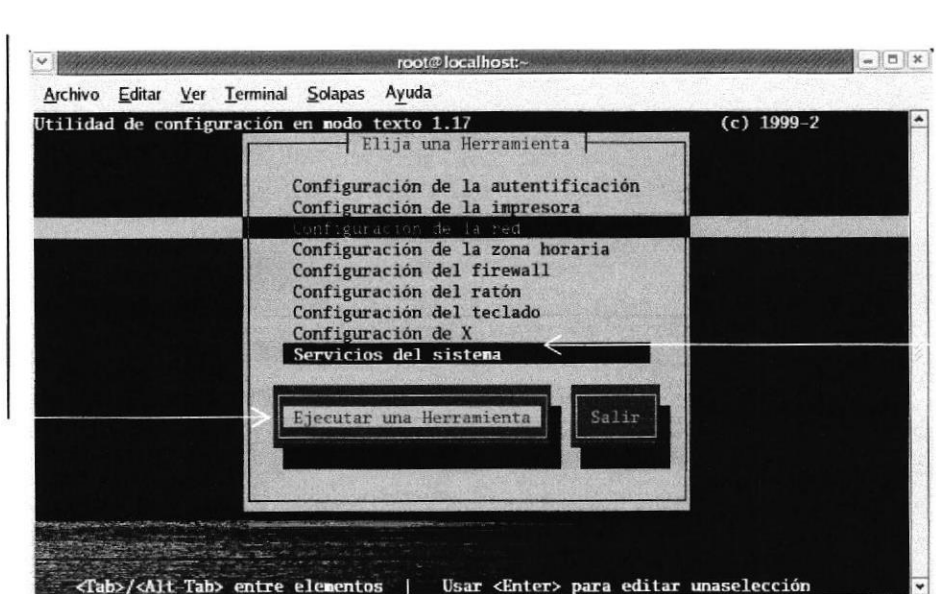 root@localhost:~
Archivo Editar Ver Terminal Solapas Ayuda
Utilidad de configuración en modo texto 1.17 (c) 1999-2
Elija una Herramienta
Configuración de la autentificación
Configuración de la impresora
Configuración de la red
Configuración de la zona horaria
Configuración del firewall
Configuración del ratón
Configuración del teclado
Configuración de X
Servicios del sistema
Ejecutar una Herramienta Salir
<Tab>/<Alt-Tab> entre elementos | Usar <Enter> para editar unaselección